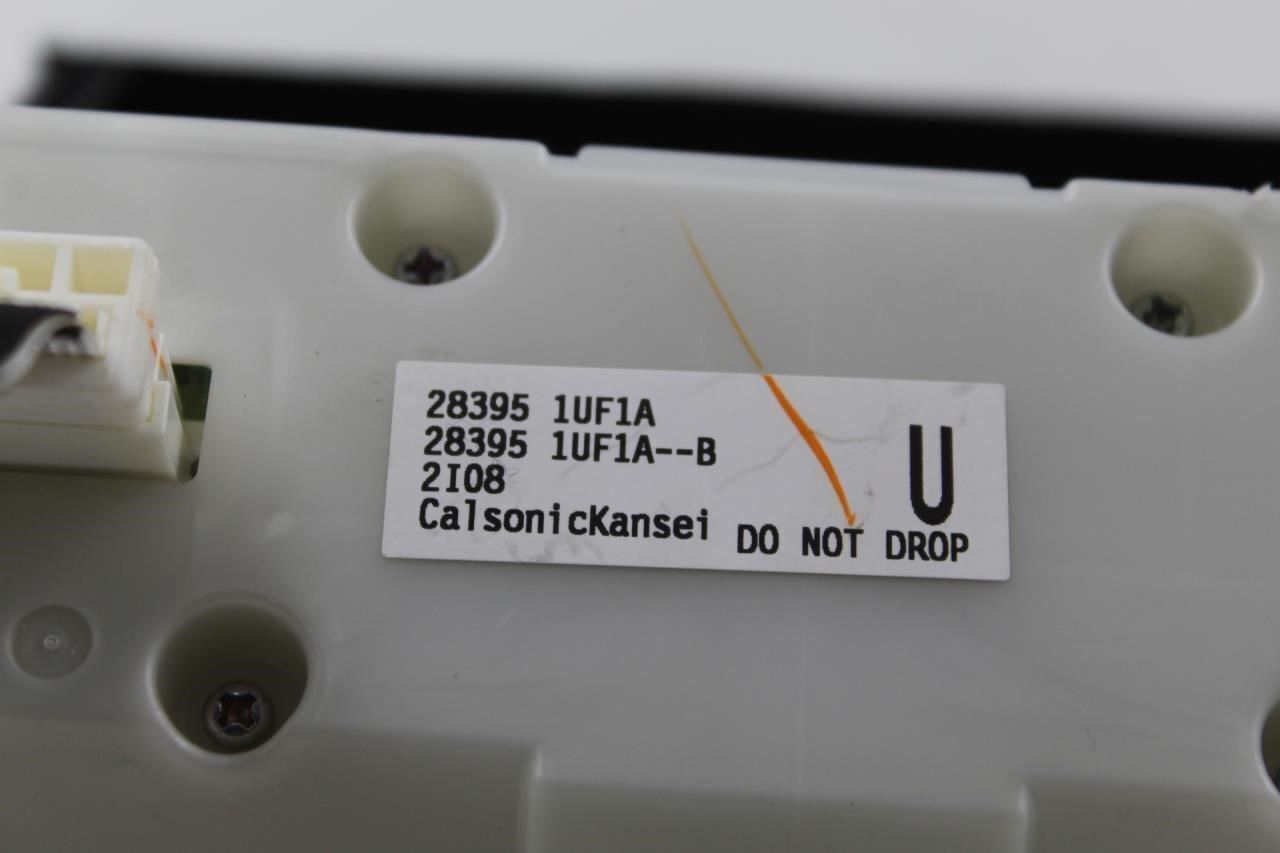 28395 1UF1A
28395 1UF1A--B
2I08
CalsonicKansei
U
DO NOT DROP